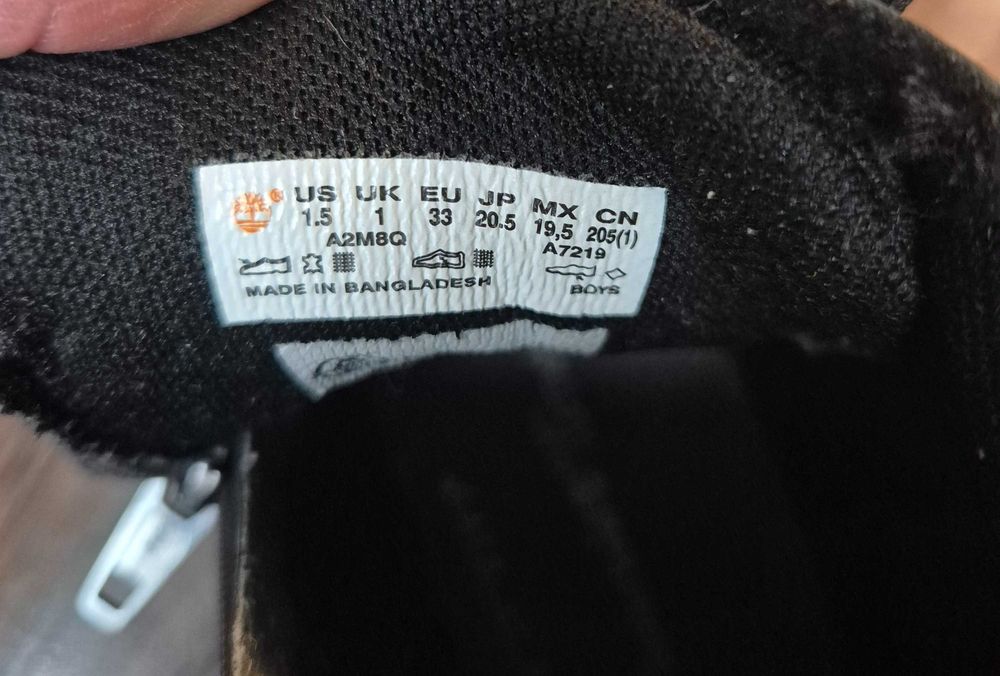 ® US UK EU JP MX CN
1.5 1 33 20.5 19,5 205(1)
A2M8Q A7219
MADE IN BANGLADESH BOYS